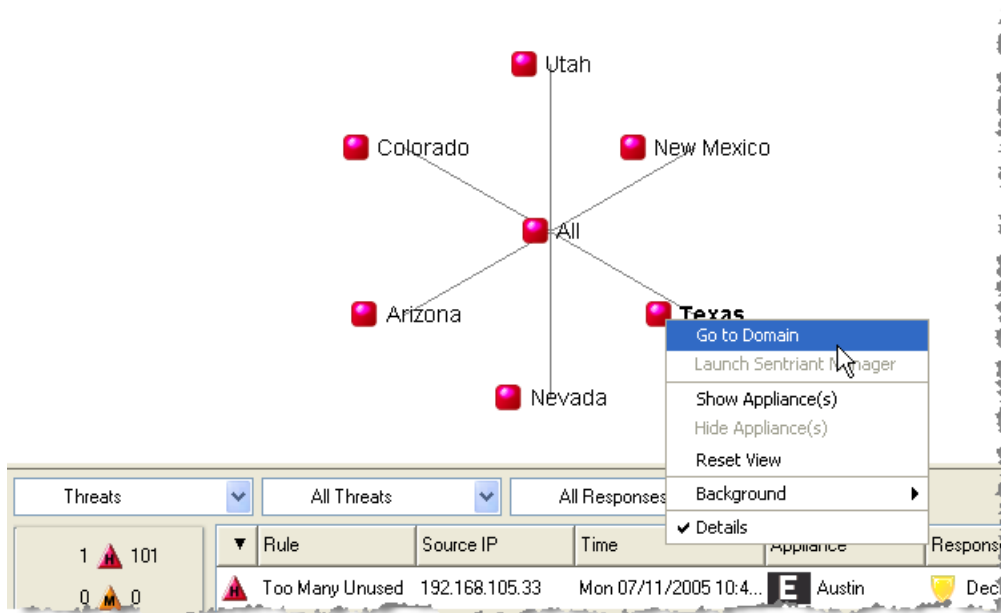 Utah
Colorado
New Mexico
All
Arizona
Texas
Go to Domain
Launch Sentriant Manager
Nevada
Show Appliance(s)
Hide Appliance(s)
Reset View
Background
Details
Threats
All Threats
All Responses
1 H 101
Rule
Source IP
Time
Appliance
Respons
0 M 0
H Too Many Unused 192.168.105.33 Mon 07/11/2005 10:4... E Austin Dec